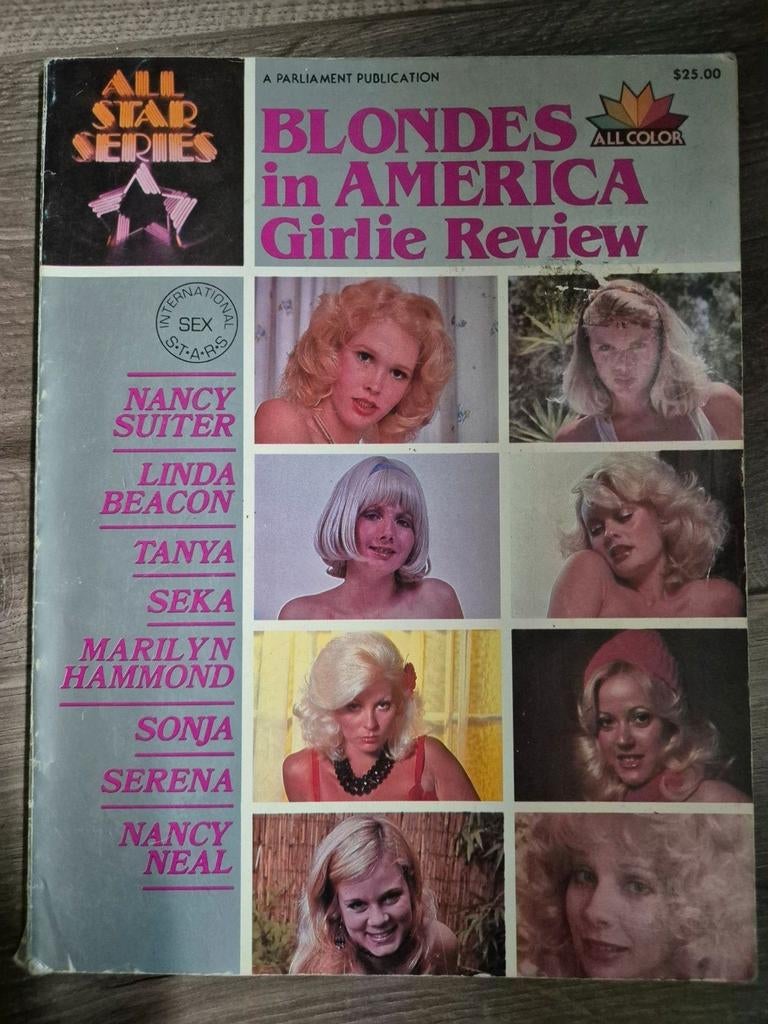 ALL
STAR
SERIES
A PARLIAMENT PUBLICATION
$25.00
BLONDES
in AMERICA
Girlie Review
ALL COLOR
INTERNATIONAL
SEX
S•T•A•R•S
NANCY
SUITER
LINDA
BEACON
TANYA
SEKA
MARILYN
HAMMOND
SONJA
SERENA
NANCY
NEAL